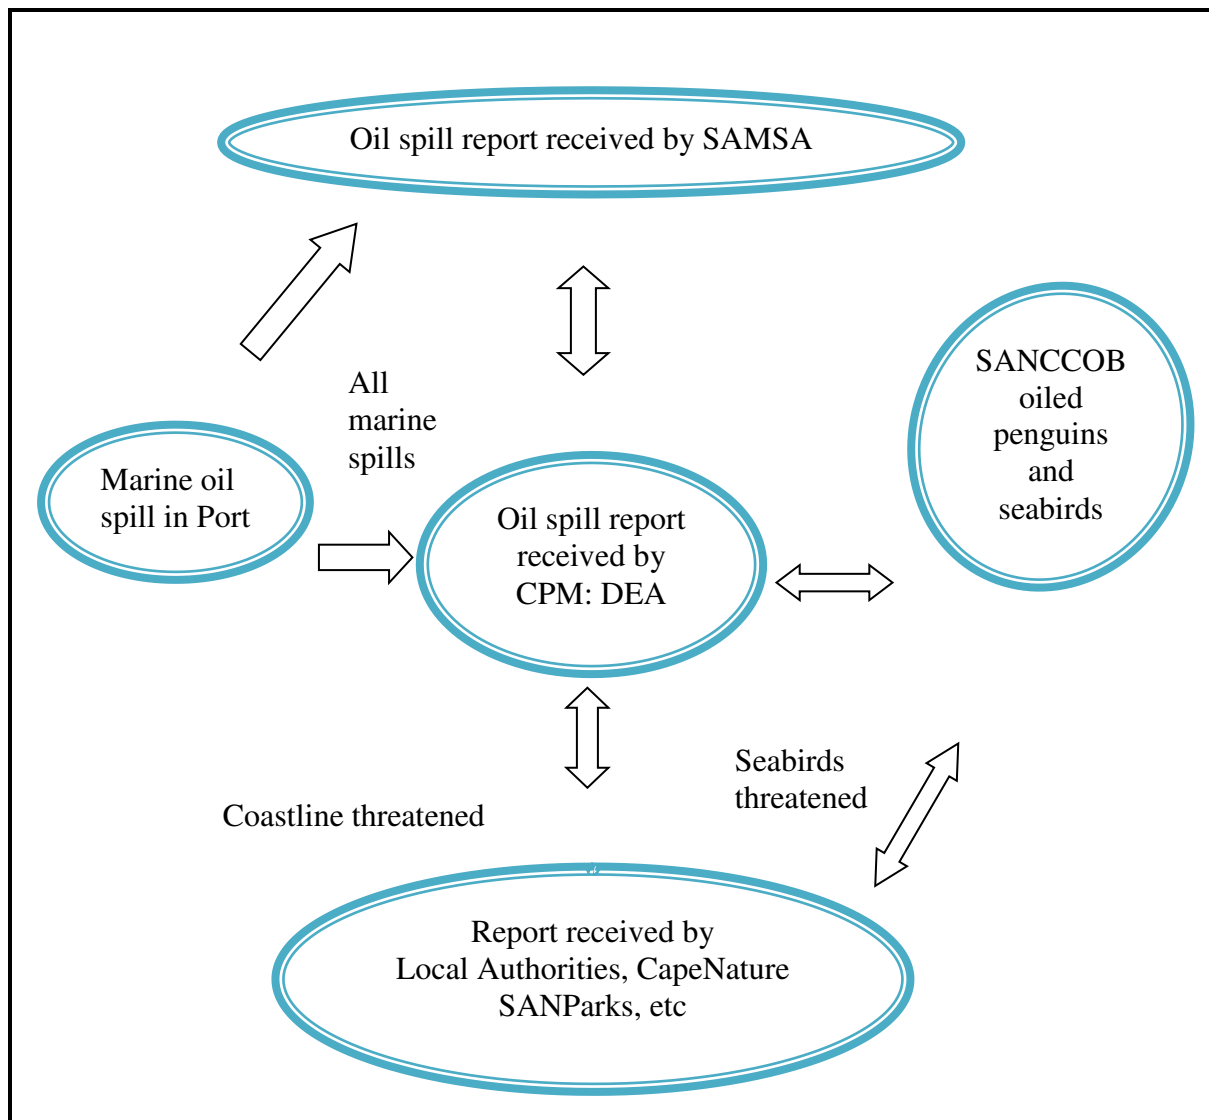 Oil spill report received by SAMSA
All
marine
spills
SANCCOB
oiled
penguins
and
seabirds
Marine oil
spill in Port
Oil spill report
received by
CPM: DEA
Seabirds
threatened
Coastline threatened
Report received by
Local Authorities, CapeNature
SANParks, etc